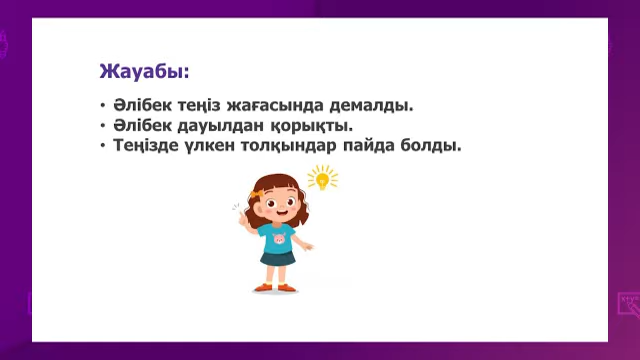 Жауабы:
• Әлібек теңіз жағасында демалды.
• Әлібек дауылдан қорықты.
• Теңізде үлкен толқындар пайда болды.